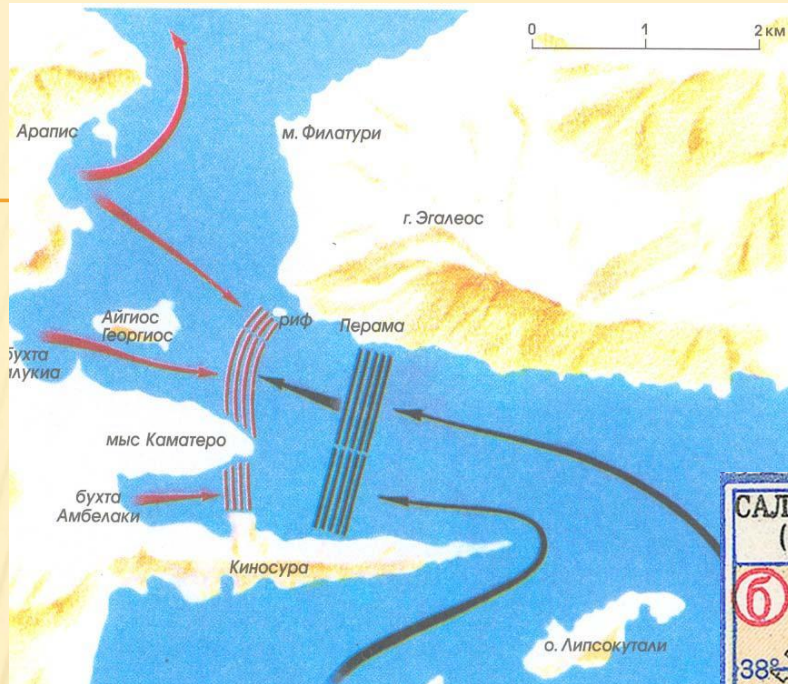 0 1 2 км
Арапис
м. Филатури
г. Эгалеос
Айгиос
Георгиос
риф
Перама
бухта
илукиа
мыс Каматеро
бухта
Амбелаки
Киносура
о. Липсокутали
САЛ
(
б
38°